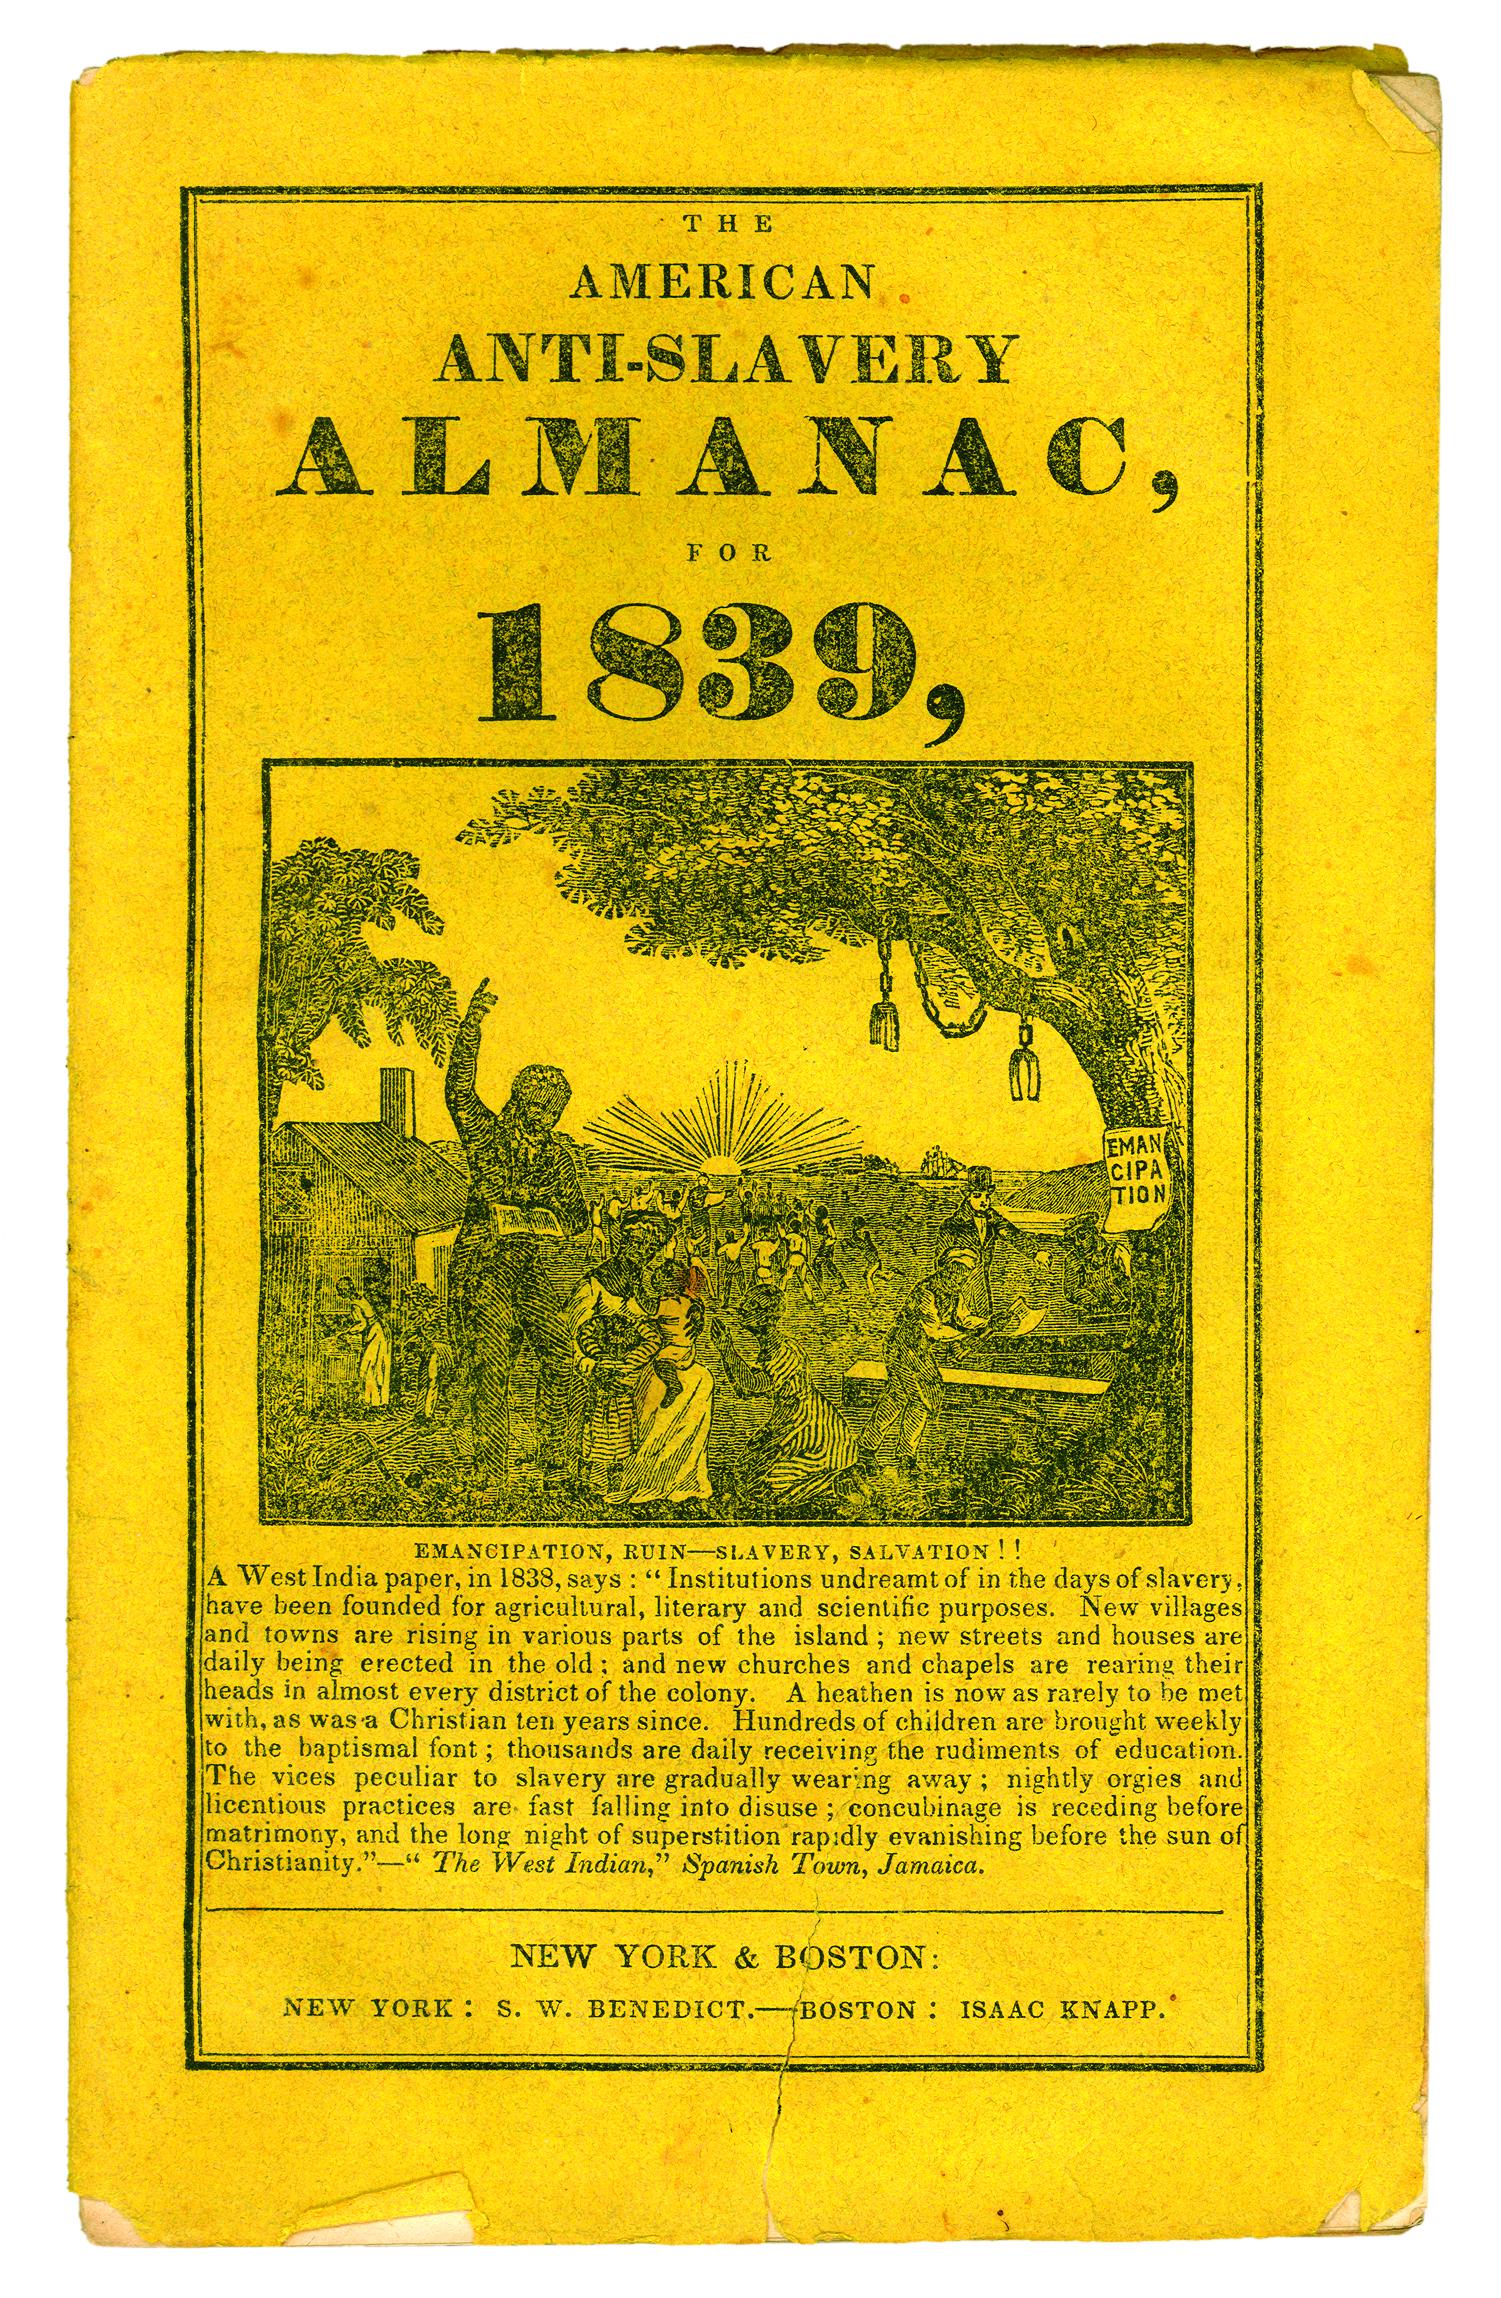 THE
AMERICAN
ANTI-SLAVERY
ALMANAC,
FOR
1839,
EMAN
CIPA
TION
EMANCIPATION, RUIN—SLAVERY, SALVATION!!
A West India paper, in 1838, says: "Institutions undreamt of in the days of slavery,
have been founded for agricultural, literary and scientific purposes. New villages
and towns are rising in various parts of the island; new streets and houses are
daily being erected in the old; and new churches and chapels are rearing their
heads in almost every district of the colony. A heathen is now as rarely to be met
with, as was a Christian ten years since. Hundreds of children are brought weekly
to the baptismal font; thousands are daily receiving the rudiments of education.
The vices peculiar to slavery are gradually wearing away; nightly orgies and
licentious practices are fast falling into disuse; concubinage is receding before
matrimony, and the long night of superstition rapidly evanishing before the sun of
Christianity."—"The West Indian," Spanish Town, Jamaica.
NEW YORK & BOSTON:
NEW YORK: S. W. BENEDICT.—BOSTON: ISAAC KNAPP.